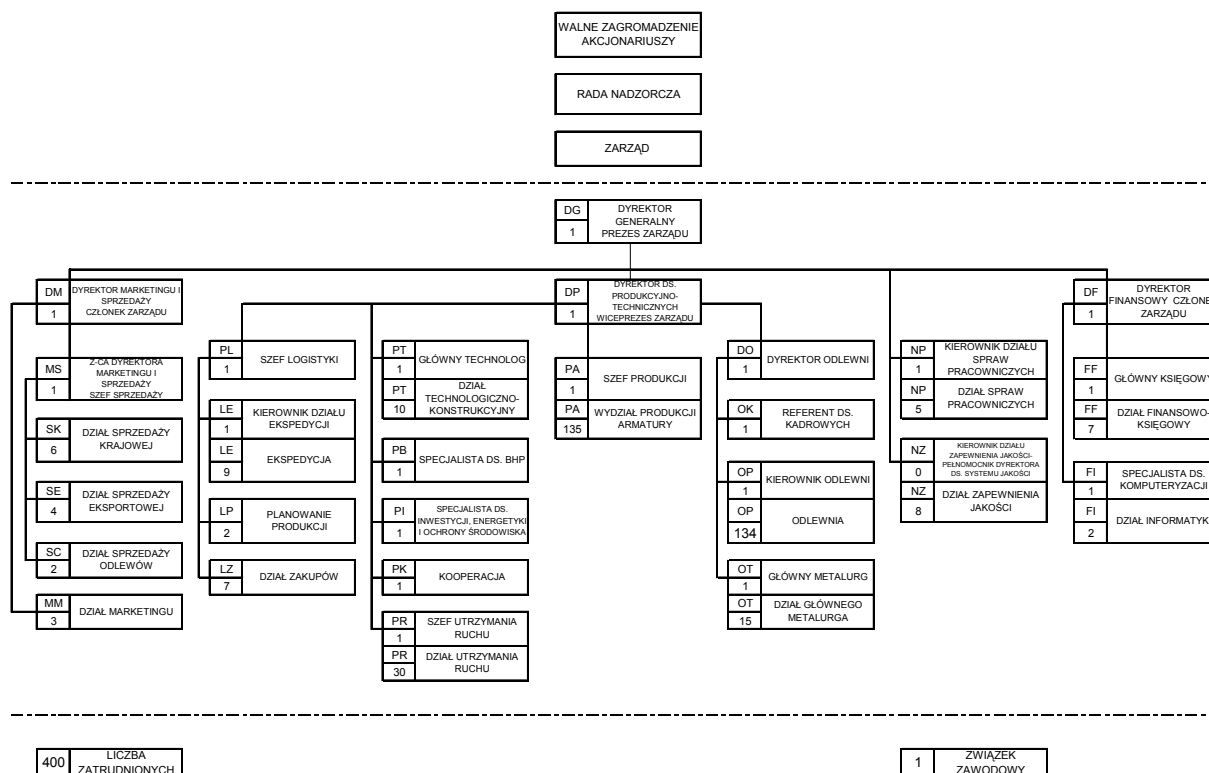 WALNE ZAGROMADZENIE
AKCJONARIUSZY
RADA NADZORCZA
ZARZĄD
DG
1
DYREKTOR
GENERALNY
PREZES ZARZĄDU
DM
1
DYREKTOR MARKETINGU I
SPRZEDAŻY
CZŁONEK ZARZĄDU
MS
1
Z-CA DYREKTORA
MARKETINGU I
SPRZEDAŻY
SZEF SPRZEDAŻY
SK
6
DZIAŁ SPRZEDAŻY
KRAJOWEJ
SE
4
DZIAŁ SPRZEDAŻY
EKSPORTOWEJ
SC
2
DZIAŁ SPRZEDAŻY
ODLEWÓW
MM
3
DZIAŁ MARKETINGU
PL
1
SZEF LOGISTYKI
LE
1
KIEROWNIK DZIAŁU
EKSPEDYCJI
LE
9
EKSPEDYCJA
LP
2
PLANOWANIE
PRODUKCJI
LZ
7
DZIAŁ ZAKUPÓW
PT
1
GŁÓWNY TECHNOLOG
PT
10
DZIAŁ
TECHNOLOGICZNO-
KONSTRUKCYJNY
PB
1
SPECJALISTA DS. BHP
PI
1
SPECJALISTA DS.
INWESTYCJI, ENERGETYKI
I OCHRONY ŚRODOWISKA
PK
1
KOOPERACJA
PR
1
SZEF UTRZYMANIA
RUCHU
PR
30
DZIAŁ UTRZYMANIA
RUCHU
DP
1
DYREKTOR DS.
PRODUKCYJNO-
TECHNICZNYCH
WICEPREZES ZARZĄDU
PA
1
SZEF PRODUKCJI
PA
135
WYDZIAŁ PRODUKCJI
ARMATURY
DO
1
DYREKTOR ODLEWNI
OK
1
REFERENT DS.
KADROWYCH
OP
1
KIEROWNIK ODLEWNI
OP
134
ODLEWNIA
OT
1
GŁÓWNY METALURG
OT
15
DZIAŁ GŁÓWNEGO
METALURGA
NP
1
KIEROWNIK DZIAŁU
SPRAW
PRACOWNICZYCH
NP
5
DZIAŁ SPRAW
PRACOWNICZYCH
NZ
0
KIEROWNIK DZIAŁU
ZAPEWNIENIA JAKOŚCI-
PEŁNOMOCNIK DYREKTORA
DS. SYSTEMU JAKOŚCI
NZ
8
DZIAŁ ZAPEWNIENIA
JAKOŚCI
DF
1
DYREKTOR
FINANSOWY CZŁONE
ZARZĄDU
FF
1
GŁÓWNY KSIĘGOWY
FF
7
DZIAŁ FINANSOWO-
KSIĘGOWY
FI
1
SPECJALISTA DS.
KOMPUTERYZACJI
FI
2
DZIAŁ INFORMATYK
400
LICZBA
ZATRUDNIONYCH
1
ZWIĄZEK
ZAWODOWY